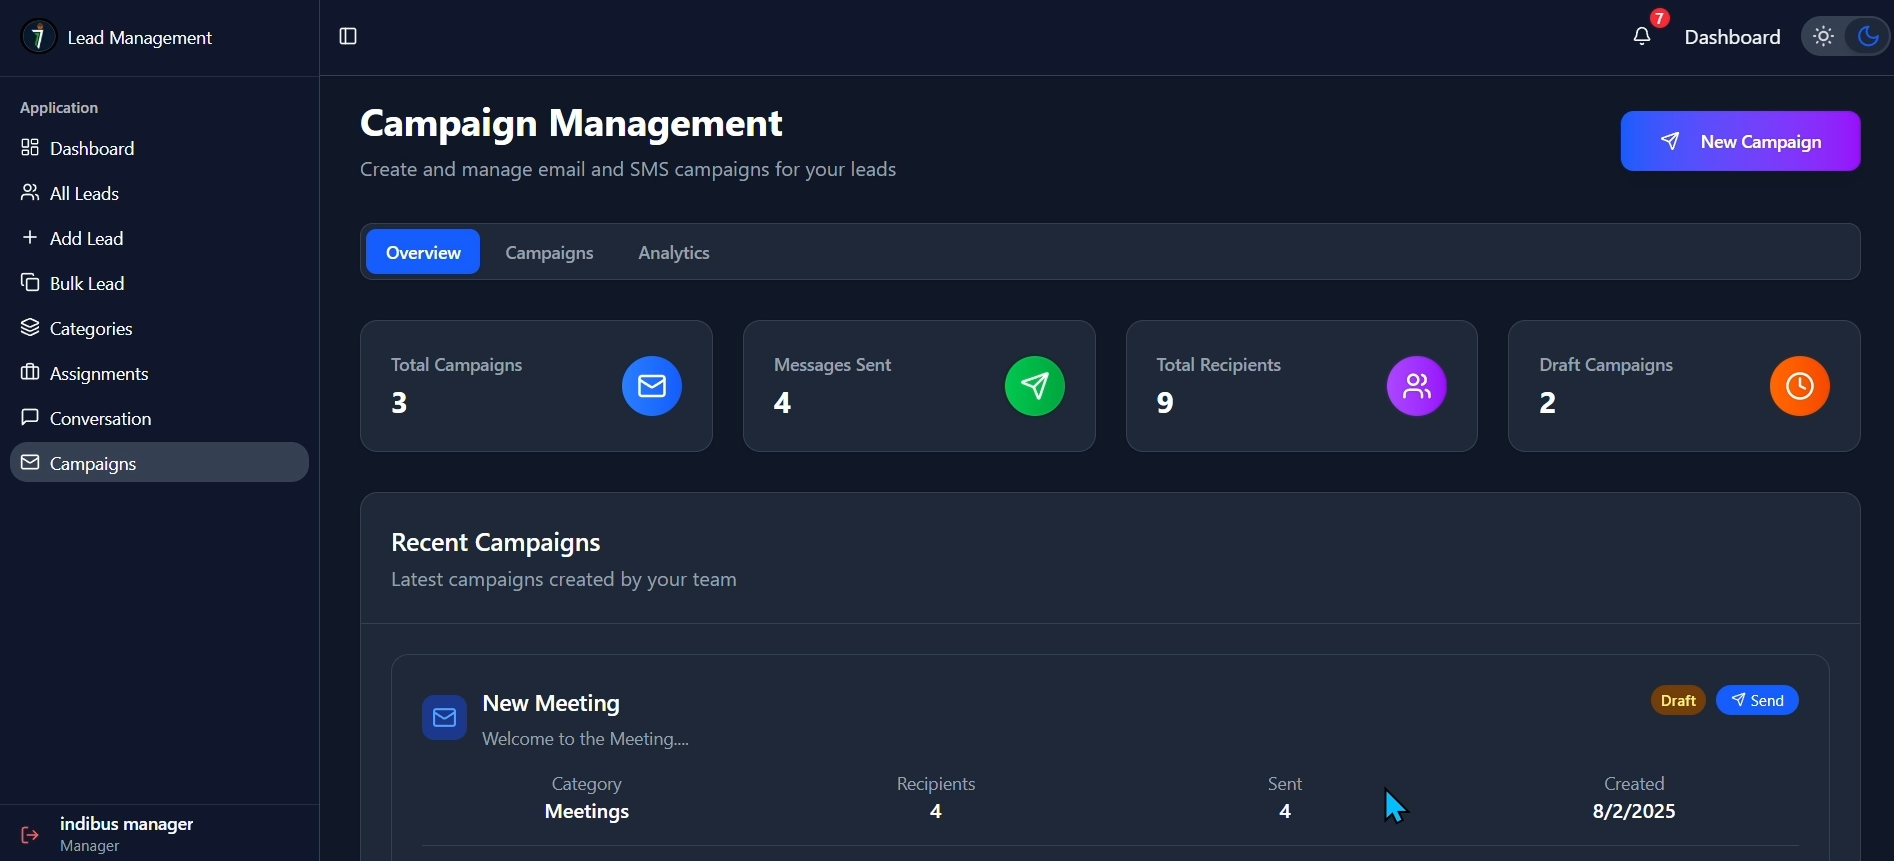 Lead Management
Application
Dashboard
All Leads
Add Lead
Bulk Lead
Categories
Assignments
Conversation
Campaigns
indibus manager
Manager
7
Dashboard
Campaign Management
Create and manage email and SMS campaigns for your leads
New Campaign
Overview
Campaigns
Analytics
Total Campaigns
3
Messages Sent
4
Total Recipients
9
Draft Campaigns
2
Recent Campaigns
Latest campaigns created by your team
New Meeting
Welcome to the Meeting....
Draft
Send
Category
Meetings
Recipients
4
Sent
4
Created
8/2/2025